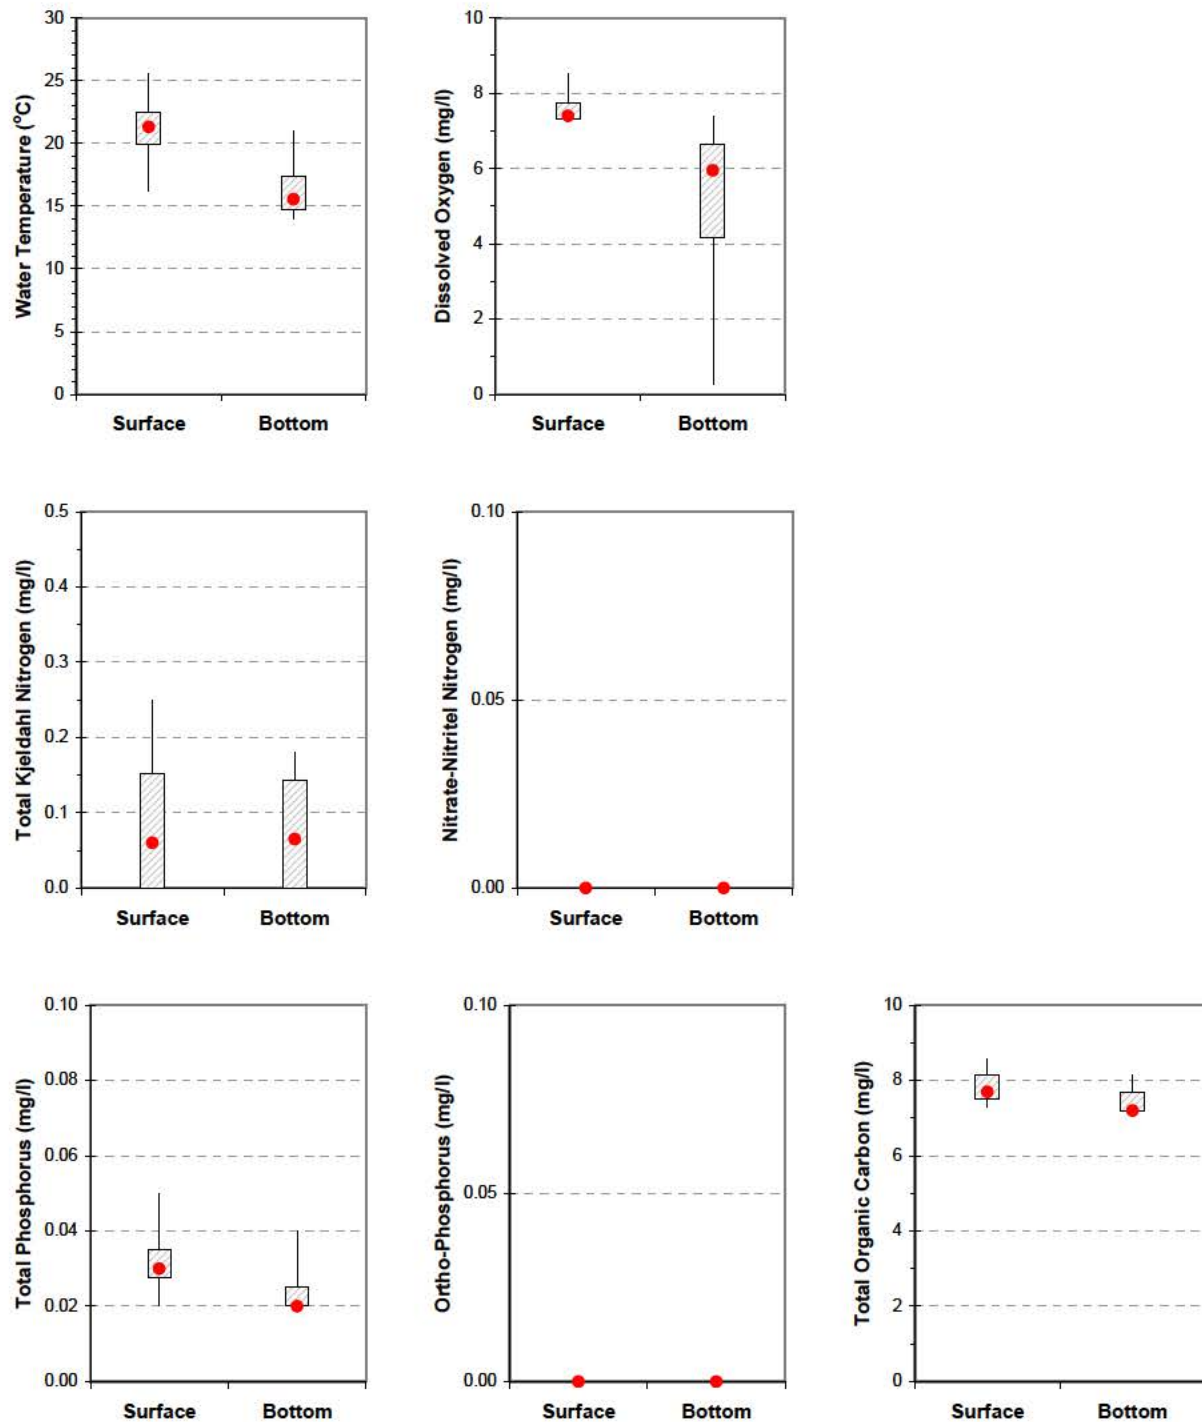 Water Temperature (°C)
30
25
20
15
10
5
0
Surface
Bottom
Dissolved Oxygen (mg/l)
10
8
6
4
2
0
Surface
Bottom
Total Kjeldahl Nitrogen (mg/l)
0.5
0.4
0.3
0.2
0.1
0.0
Surface
Bottom
Nitrate-Nitritel Nitrogen (mg/l)
0.10
0.05
0.00
Surface
Bottom
Total Phosphorus (mg/l)
0.10
0.08
0.06
0.04
0.02
0.00
Surface
Bottom
Ortho-Phosphorus (mg/l)
0.10
0.05
0.00
Surface
Bottom
Total Organic Carbon (mg/l)
10
8
6
4
2
0
Surface
Bottom